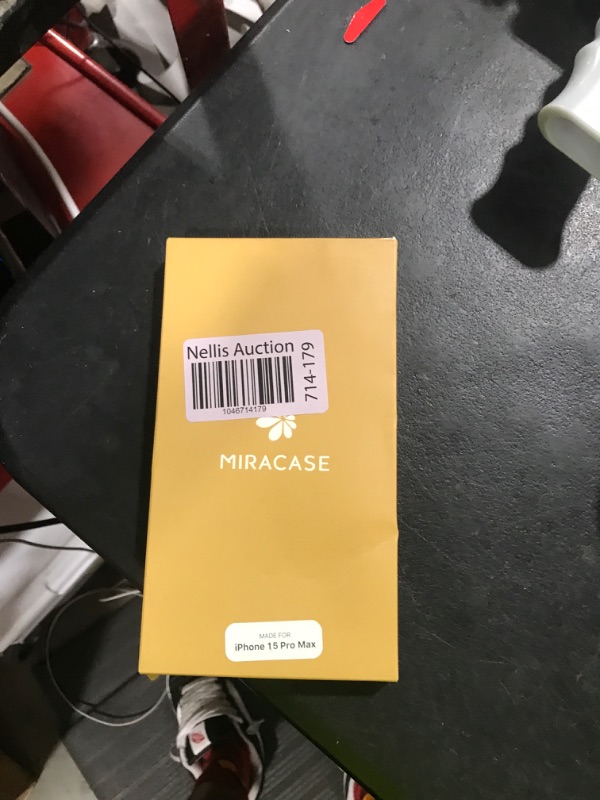 Nellis Auction
714-179
1046714179
MIRACASE
MADE FOR
iPhone 15 Pro Max